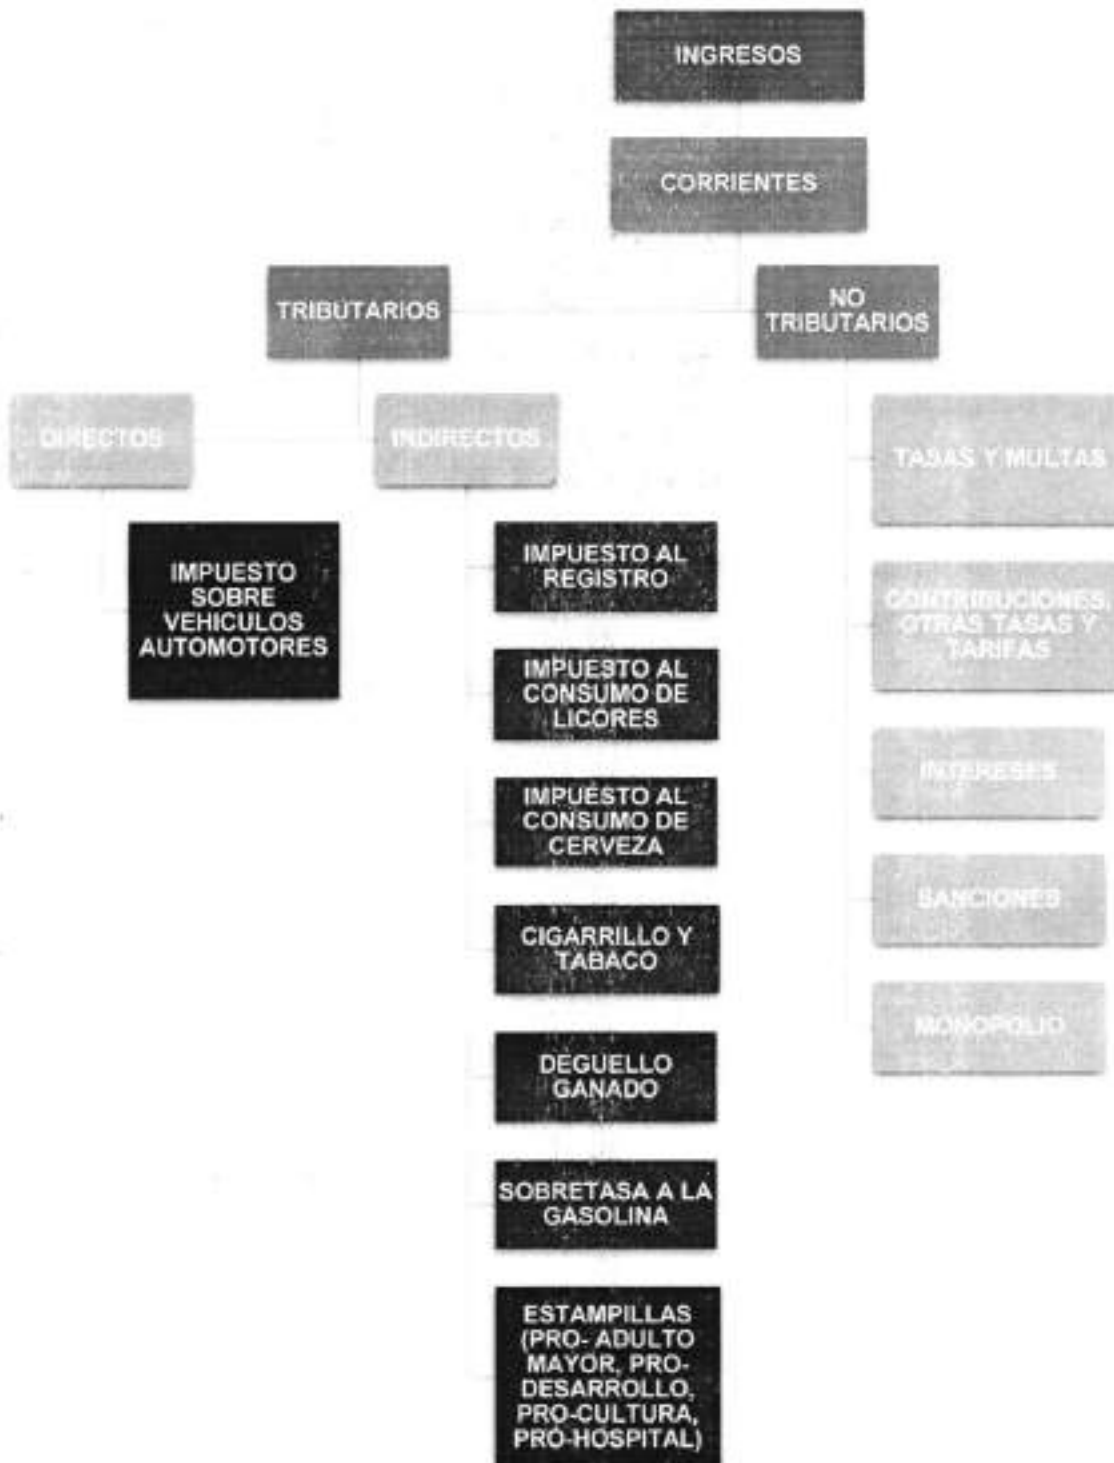 INGRESOS
CORRIENTES
TRIBUTARIOS
NO
TRIBUTARIOS
DIRECTOS
INDIRECTOS
TASAS Y MULTAS
IMPUESTO
SOBRE
VEHICULOS
AUTOMOTORES
IMPUESTO AL
REGISTRO
IMPUESTO AL
CONSUMO DE
LICORES
IMPUESTO AL
CONSUMO DE
CERVEZA
CIGARRILLO Y
TABACO
DEGUELLO
GANADO
SOBRETASA A LA
GASOLINA
ESTAMPILLAS
(PRO- ADULTO
MAYOR, PRO-
DESARROLLO,
PRO-CULTURA,
PRO-HOSPITAL)
CONTRIBUCIONES,
OTRAS TASAS Y
TARIFAS
INTERESES
SANCIONES
MONOPOLIO